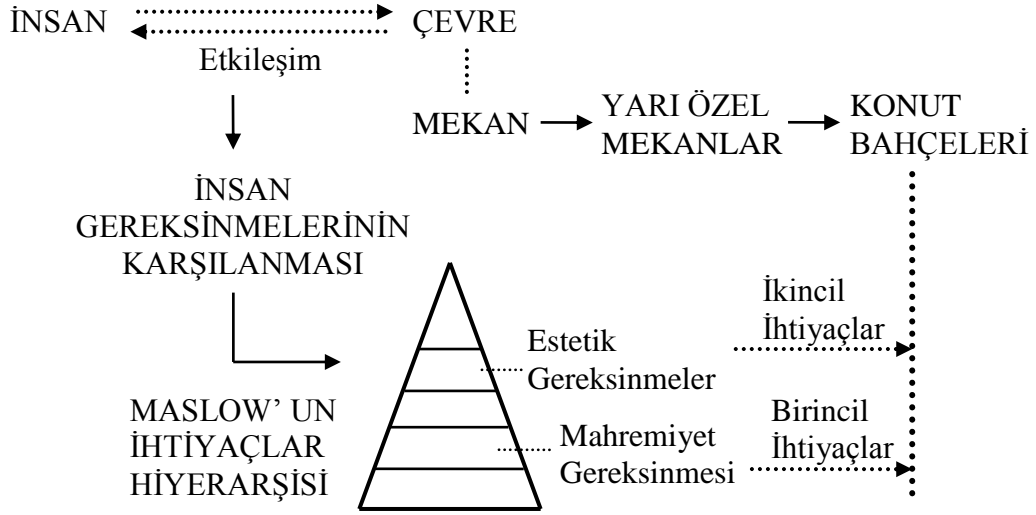 İNSAN
ÇEVRE
Etkileşim
MEKAN
YARI ÖZEL
MEKANLAR
KONUT
BAHÇELERİ
İNSAN
GEREKSİNMELERİNİN
KARŞILANMASI
MASLOW’ UN
İHTİYAÇLAR
HİYERARŞİSİ
Estetik
Gereksinmeler
İkincil
İhtiyaçlar
Mahremiyet
Gereksinmesi
Birincil
İhtiyaçlar